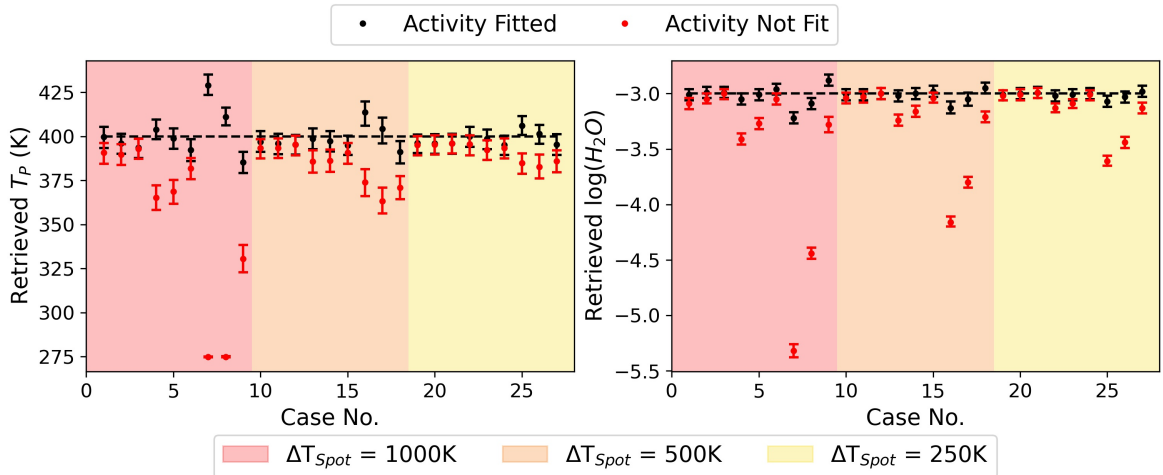 Activity Fitted Activity Not Fit
Retrieved T_P (K)
425
400
375
350
325
300
275
0 5 10 15 20 25
Case No.
Retrieved log(H_2O)
−3.0
−3.5
−4.0
−4.5
−5.0
−5.5
0 5 10 15 20 25
Case No.
ΔT_Spot = 1000K ΔT_Spot = 500K ΔT_Spot = 250K